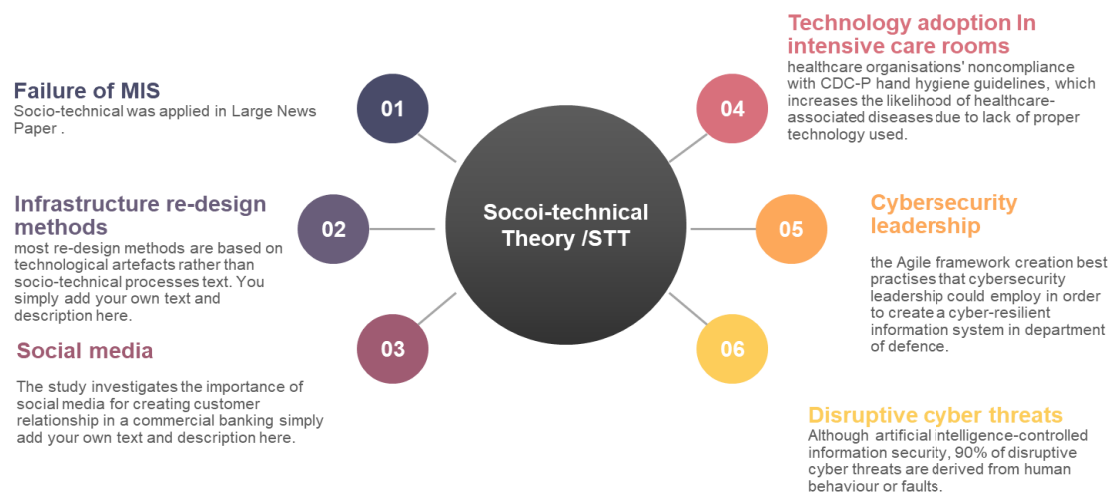 Failure of MIS
Socio-technical was applied in Large News
Paper .
01
Infrastructure re-design
methods
most re-design methods are based on
technological artefacts rather than
socio-technical processes text. You
simply add your own text and
description here.
02
Social media
The study investigates the importance of
social media for creating customer
relationship in a commercial banking simply
add your own text and description here.
03
Socoi-technical
Theory /STT
04
Technology adoption In
intensive care rooms
healthcare organisations' noncompliance
with CDC-P hand hygiene guidelines, which
increases the likelihood of healthcare-
associated diseases due to lack of proper
technology used.
05
Cybersecurity
leadership
the Agile framework creation best
practises that cybersecurity
leadership could employ in order
to create a cyber-resilient
information system in department
of defence.
06
Disruptive cyber threats
Although artificial intelligence-controlled
information security, 90% of disruptive
cyber threats are derived from human
behaviour or faults.